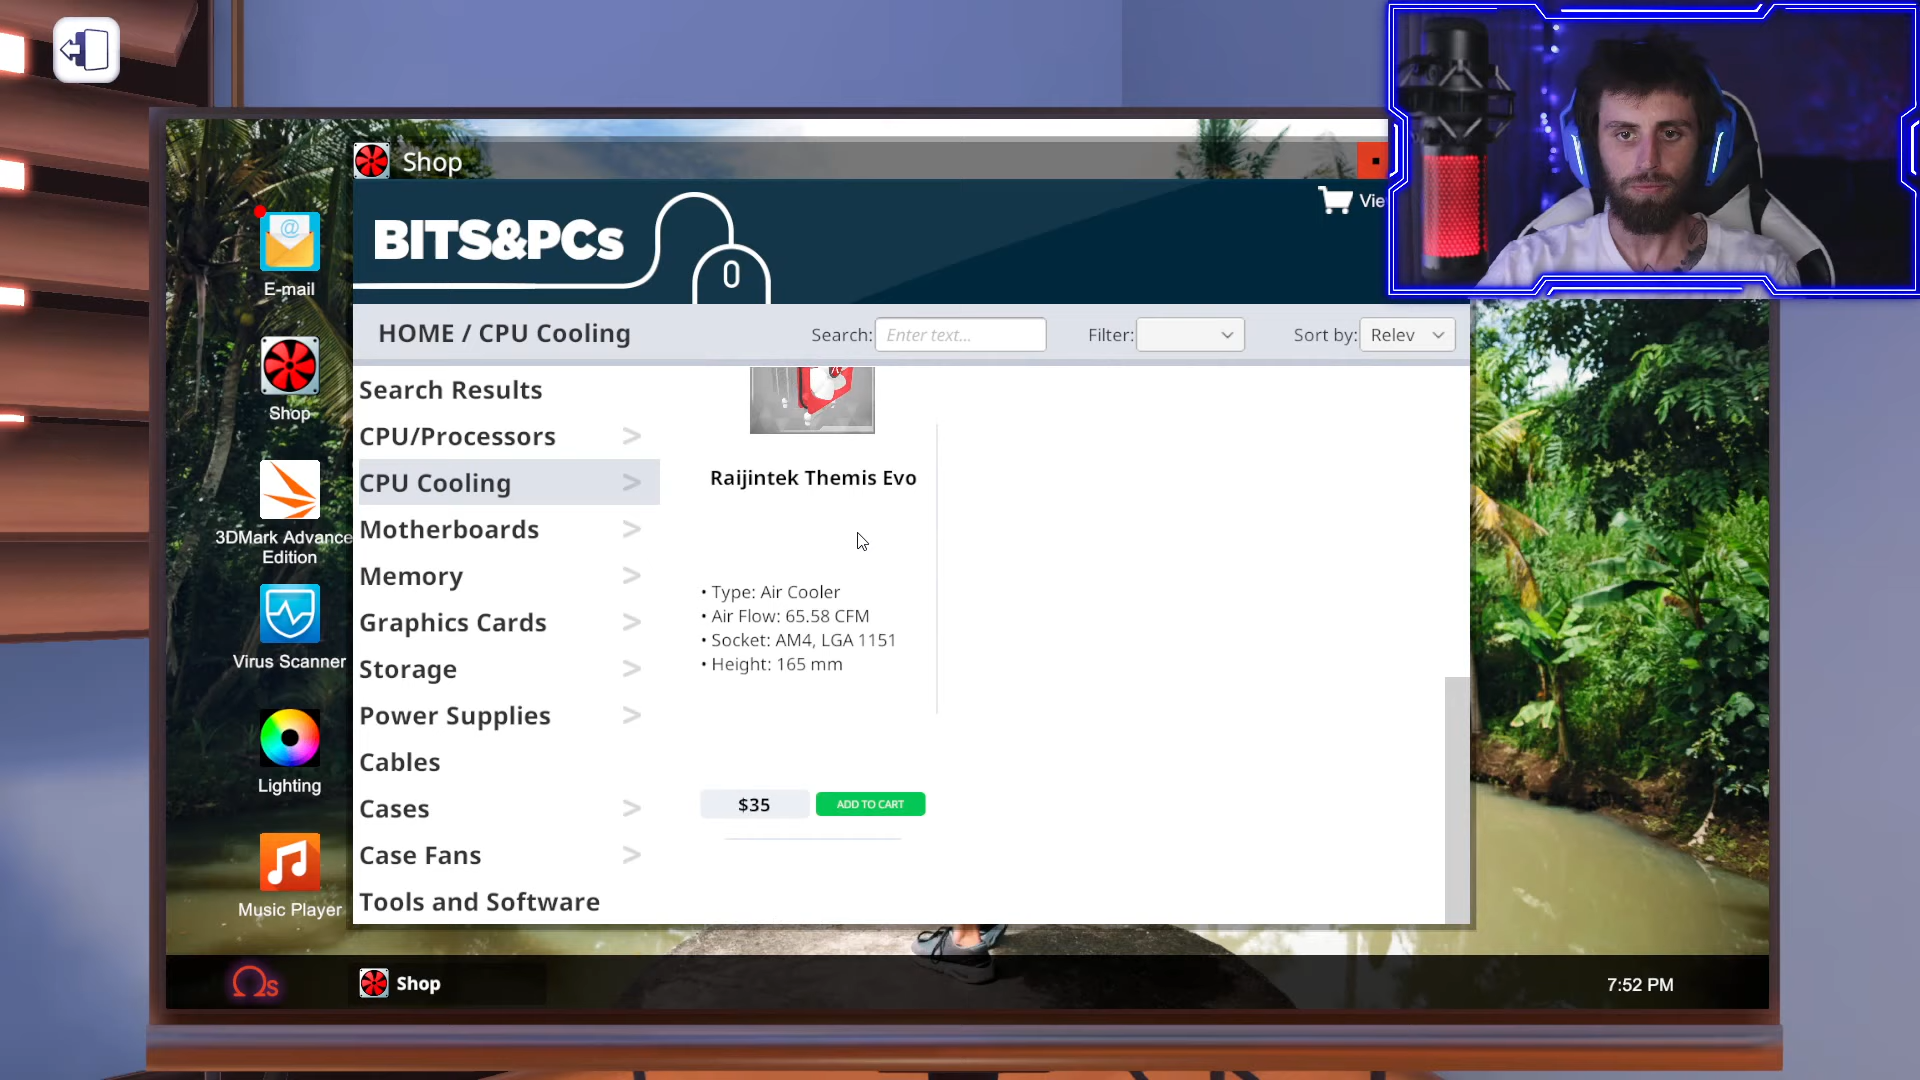 Shop
View
BITS&PCs
HOME / CPU Cooling
Search:
Enter text...
Filter:
Sort by:
Relev
Search Results
CPU/Processors
>
CPU Cooling
>
Motherboards
>
Memory
>
Graphics Cards
>
Storage
>
Power Supplies
>
Cables
Cases
>
Case Fans
>
Tools and Software
Raijintek Themis Evo
• Type: Air Cooler
• Air Flow: 65.58 CFM
• Socket: AM4, LGA 1151
• Height: 165 mm
$35
ADD TO CART
@
E-mail
Shop
3DMark Advance
Edition
Virus Scanner
Lighting
Music Player
Ωs
Shop
7:52 PM